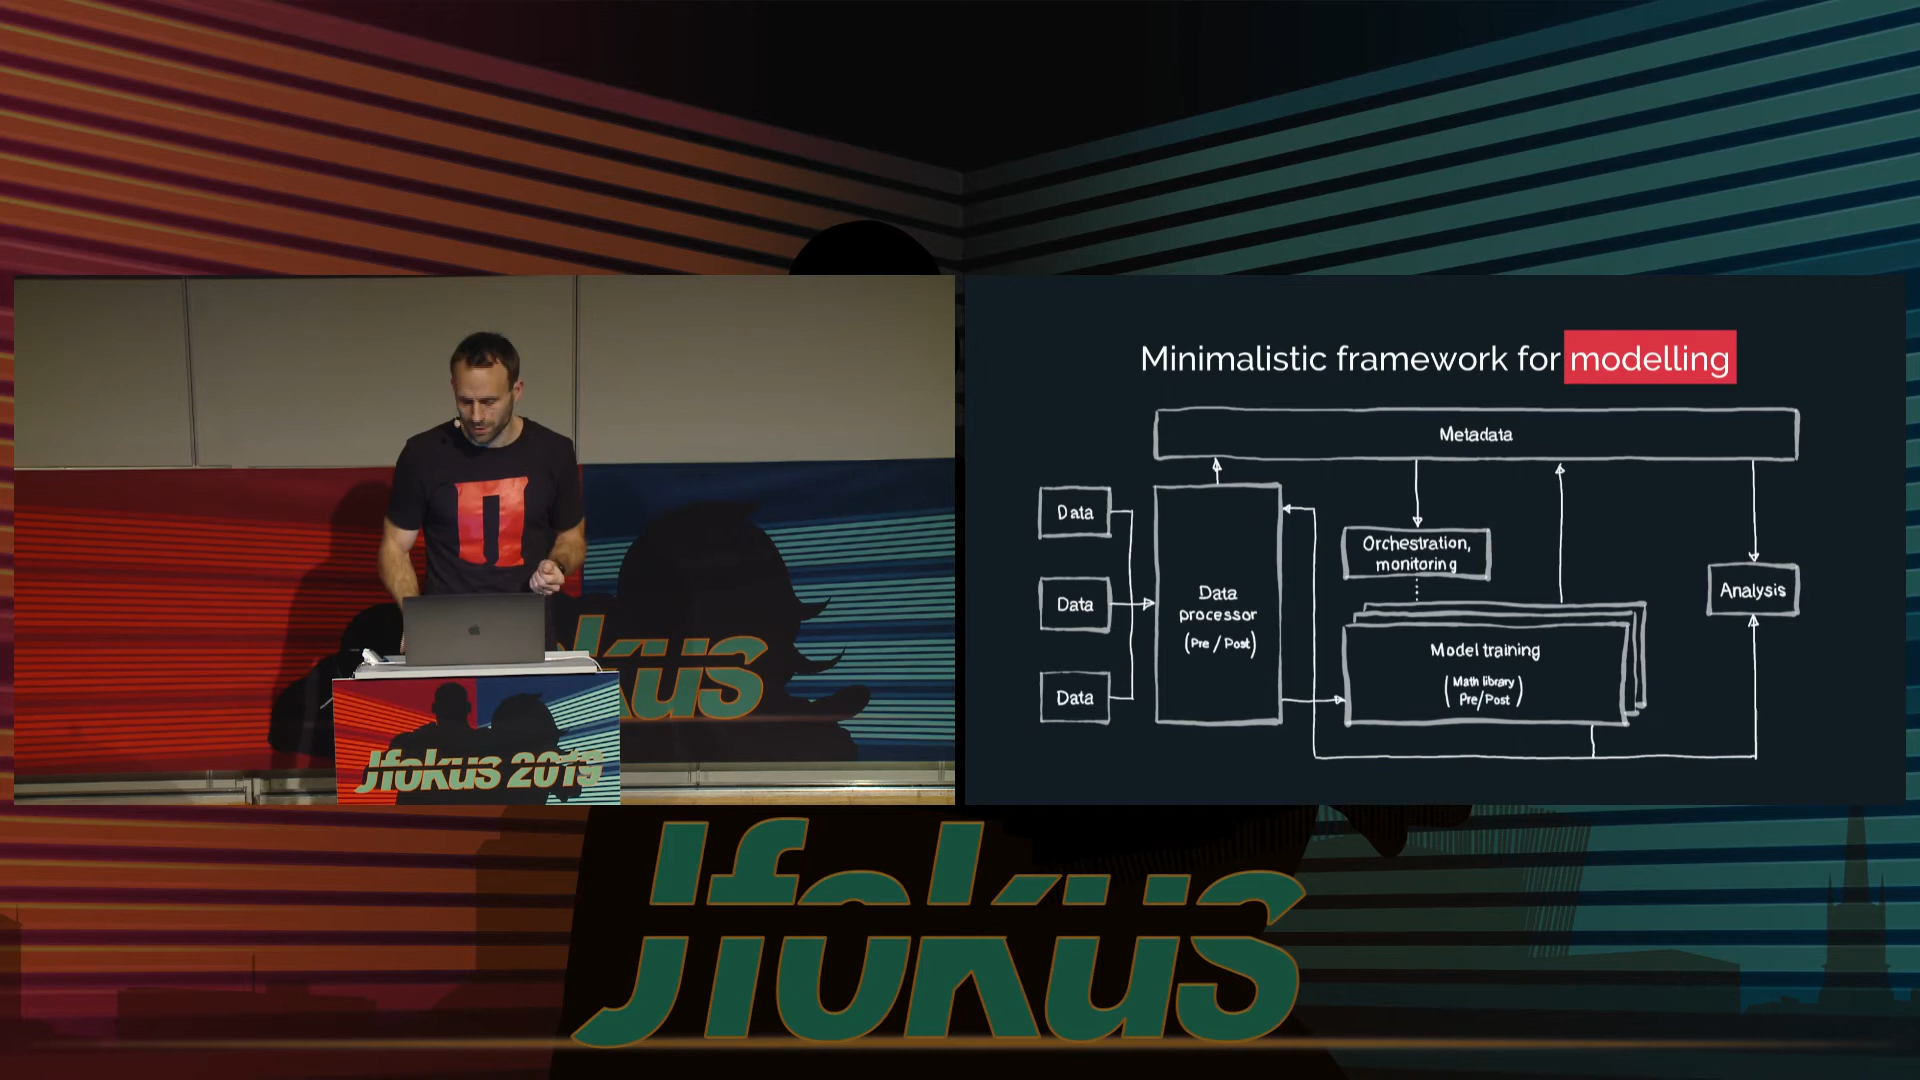 Minimalistic framework for modelling
Metadata
Data
Data
Data
Data
processor
(Pre / Post)
Orchestration,
monitoring
Model training
(Math library
Pre/Post)
Analysis
kus
Jfokus 2019
Jfokus